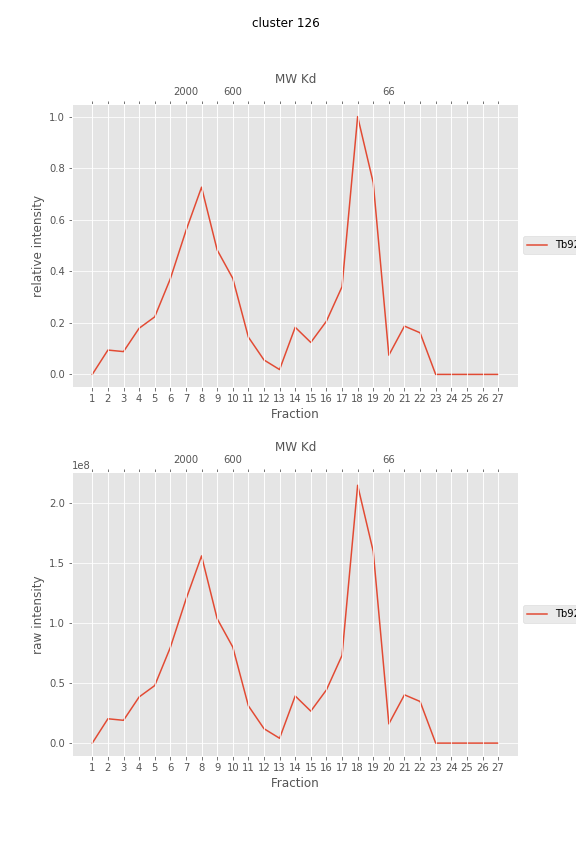 cluster 126
MW Kd
2000 600 66
1.0
0.8
0.6
0.4
0.2
0.0
relative intensity
Tb92
1 2 3 4 5 6 7 8 9 10 11 12 13 14 15 16 17 18 19 20 21 22 23 24 25 26 27
Fraction
MW Kd
1e8 2000 600 66
2.0
1.5
1.0
0.5
0.0
raw intensity
Tb92
1 2 3 4 5 6 7 8 9 10 11 12 13 14 15 16 17 18 19 20 21 22 23 24 25 26 27
Fraction